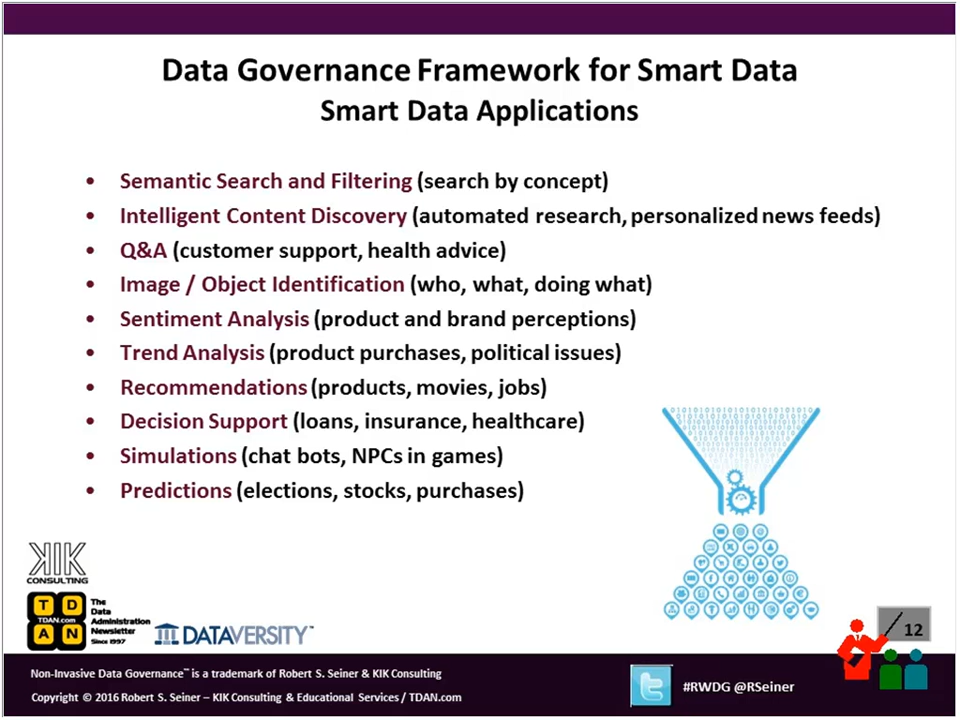 Data Governance Framework for Smart Data
Smart Data Applications
• Semantic Search and Filtering (search by concept)
• Intelligent Content Discovery (automated research, personalized news feeds)
• Q&A (customer support, health advice)
• Image / Object Identification (who, what, doing what)
• Sentiment Analysis (product and brand perceptions)
• Trend Analysis (product purchases, political issues)
• Recommendations (products, movies, jobs)
• Decision Support (loans, insurance, healthcare)
• Simulations (chat bots, NPCs in games)
• Predictions (elections, stocks, purchases)
KIK
CONSULTING
T D
TDAN.com
A N
The
Data
Administration
Newsletter
Since 1997
DATAVERSITY™
12
Non-Invasive Data Governance™ is a trademark of Robert S. Seiner & KIK Consulting
Copyright © 2016 Robert S. Seiner – KIK Consulting & Educational Services / TDAN.com
#RWDG @RSeiner